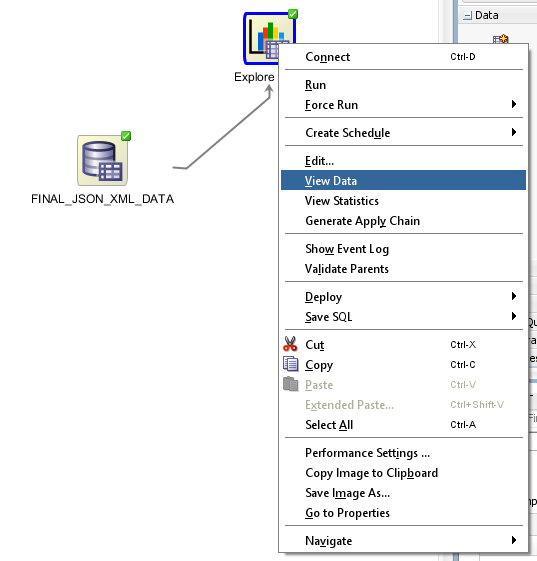 Data
Explore
Connect Ctrl-D
Run
Force Run
Create Schedule
Edit...
View Data
View Statistics
Generate Apply Chain
Show Event Log
Validate Parents
Deploy
Save SQL
Cut Ctrl-X
Copy Ctrl-C
Paste Ctrl-V
Extended Paste... Ctrl+Shift-V
Select All Ctrl-A
Performance Settings ...
Copy Image to Clipboard
Save Image As...
Go to Properties
Navigate
FINAL_JSON_XML_DATA